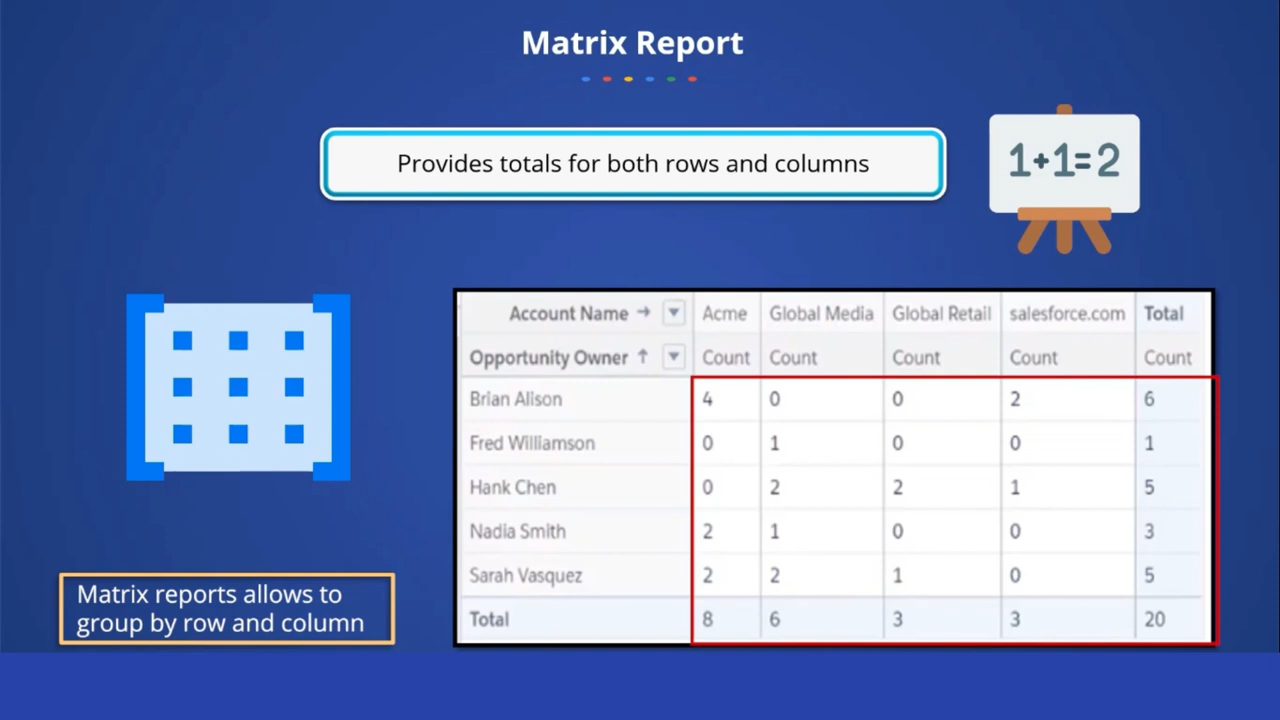 Matrix Report
Provides totals for both rows and columns
1+1=2
Account Name → Acme Global Media Global Retail salesforce.com Total
Opportunity Owner ↑ Count Count Count Count Count
Brian Alison 4 0 0 2 6
Fred Williamson 0 1 0 0 1
Hank Chen 0 2 2 1 5
Nadia Smith 2 1 0 0 3
Sarah Vasquez 2 2 1 0 5
Total 8 6 3 3 20
Matrix reports allows to
group by row and column